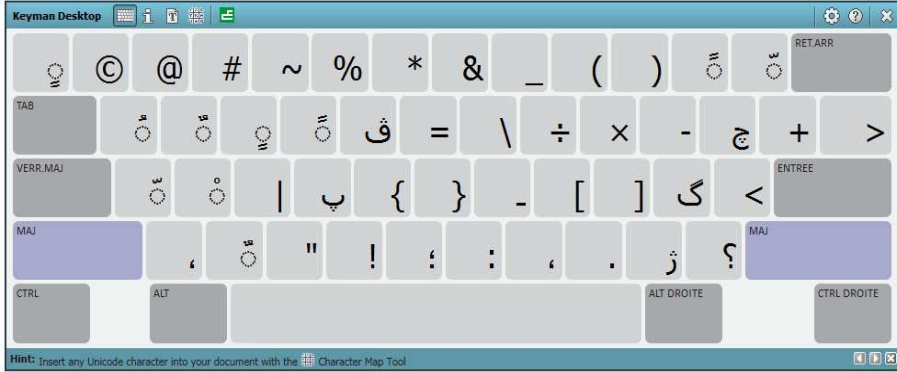 Keyman Desktop
◌ٍ © @ # ~ % * & _ ( ) ◌ً ◌ّ RET.ARR
TAB ◌ُ ◌ٌ ◌ٍ ◌ً ڤ = \ ÷ × - چ + >
VERR.MAJ ◌ّ ◌ْ | پ { } ـ [ ] گ < ENTREE
MAJ ، ◌ٌ " ! ؛ : ، . ژ ؟ MAJ
CTRL ALT ALT DROITE CTRL DROITE
Hint: Insert any Unicode character into your document with the Character Map Tool